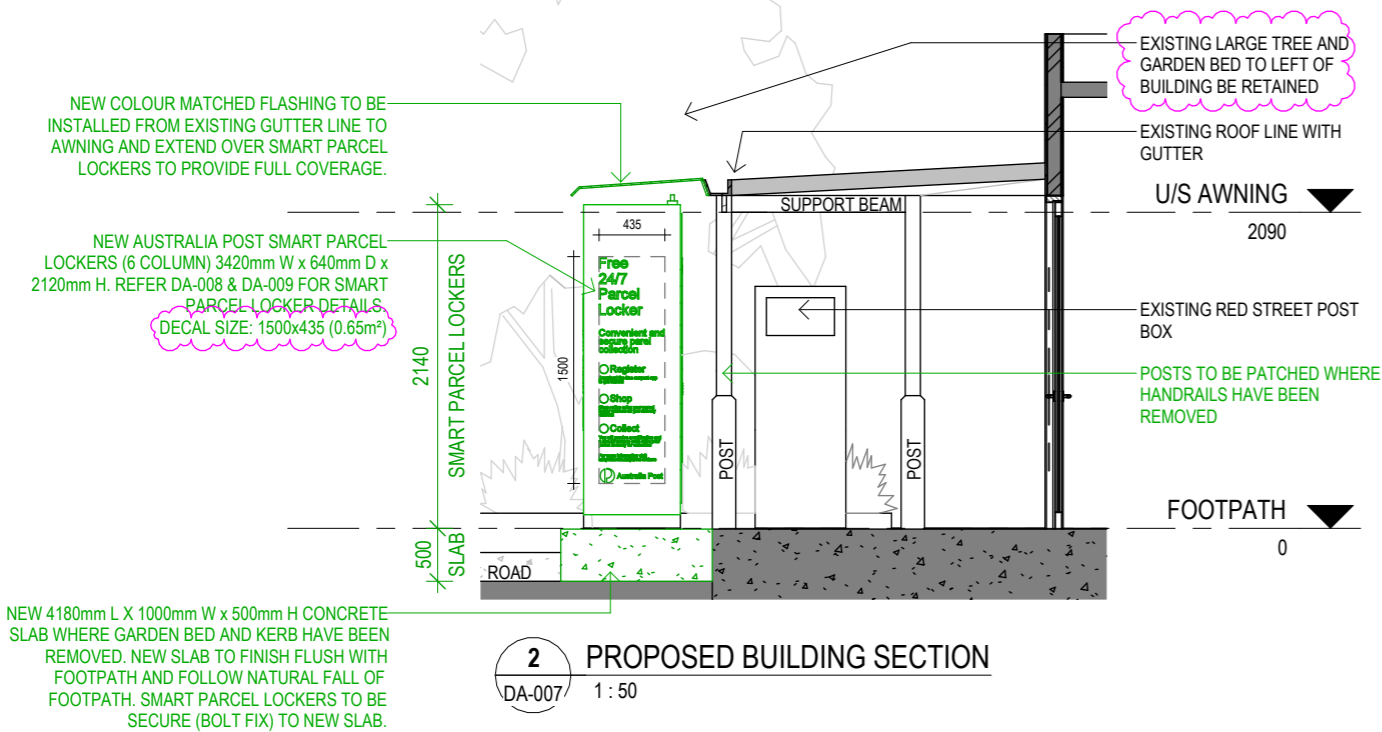 EXISTING LARGE TREE AND
GARDEN BED TO LEFT OF
BUILDING BE RETAINED
NEW COLOUR MATCHED FLASHING TO BE
INSTALLED FROM EXISTING GUTTER LINE TO
AWNING AND EXTEND OVER SMART PARCEL
LOCKERS TO PROVIDE FULL COVERAGE.
EXISTING ROOF LINE WITH
GUTTER
U/S AWNING
2090
SUPPORT BEAM
NEW AUSTRALIA POST SMART PARCEL
LOCKERS (6 COLUMN) 3420mm W x 640mm D x
2120mm H. REFER DA-008 & DA-009 FOR SMART
PARCEL LOCKER DETAILS.
DECAL SIZE: 1500x435 (0.65m²)
2140
SMART PARCEL LOCKERS
435
1500
Free
24/7
Parcel
Locker
Convenient and
secure parel
collection
Register
Shop
Collect
Australia Post
EXISTING RED STREET POST
BOX
POSTS TO BE PATCHED WHERE
HANDRAILS HAVE BEEN
REMOVED
POST
POST
FOOTPATH
0
500
SLAB
ROAD
NEW 4180mm L X 1000mm W x 500mm H CONCRETE
SLAB WHERE GARDEN BED AND KERB HAVE BEEN
REMOVED. NEW SLAB TO FINISH FLUSH WITH
FOOTPATH AND FOLLOW NATURAL FALL OF
FOOTPATH. SMART PARCEL LOCKERS TO BE
SECURE (BOLT FIX) TO NEW SLAB.
2
DA-007
PROPOSED BUILDING SECTION
1 : 50